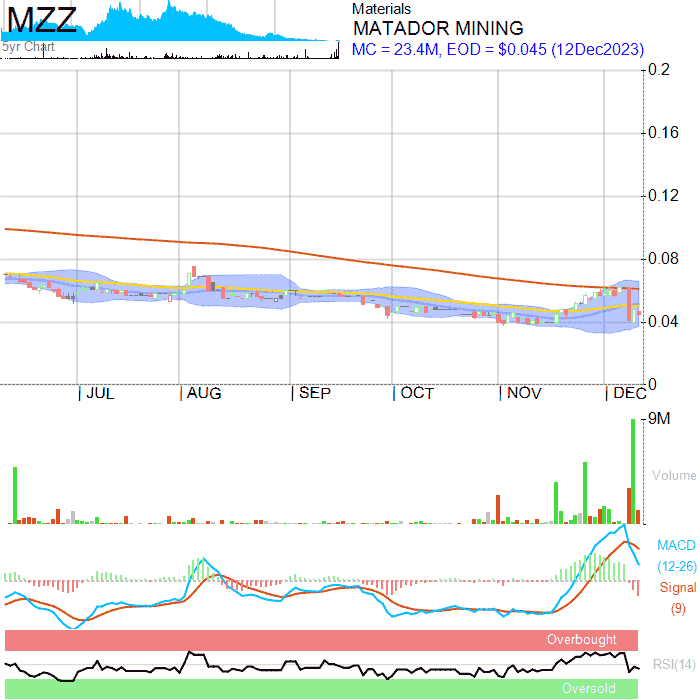 MZZ
5yr Chart
Materials
MATADOR MINING
MC = 23.4M, EOD = $0.045 (12Dec2023)
0.2
0.16
0.12
0.08
0.04
0
JUL AUG SEP OCT NOV DEC
9M
Volume
MACD
(12-26)
Signal
(9)
Overbought
RSI(14)
Oversold